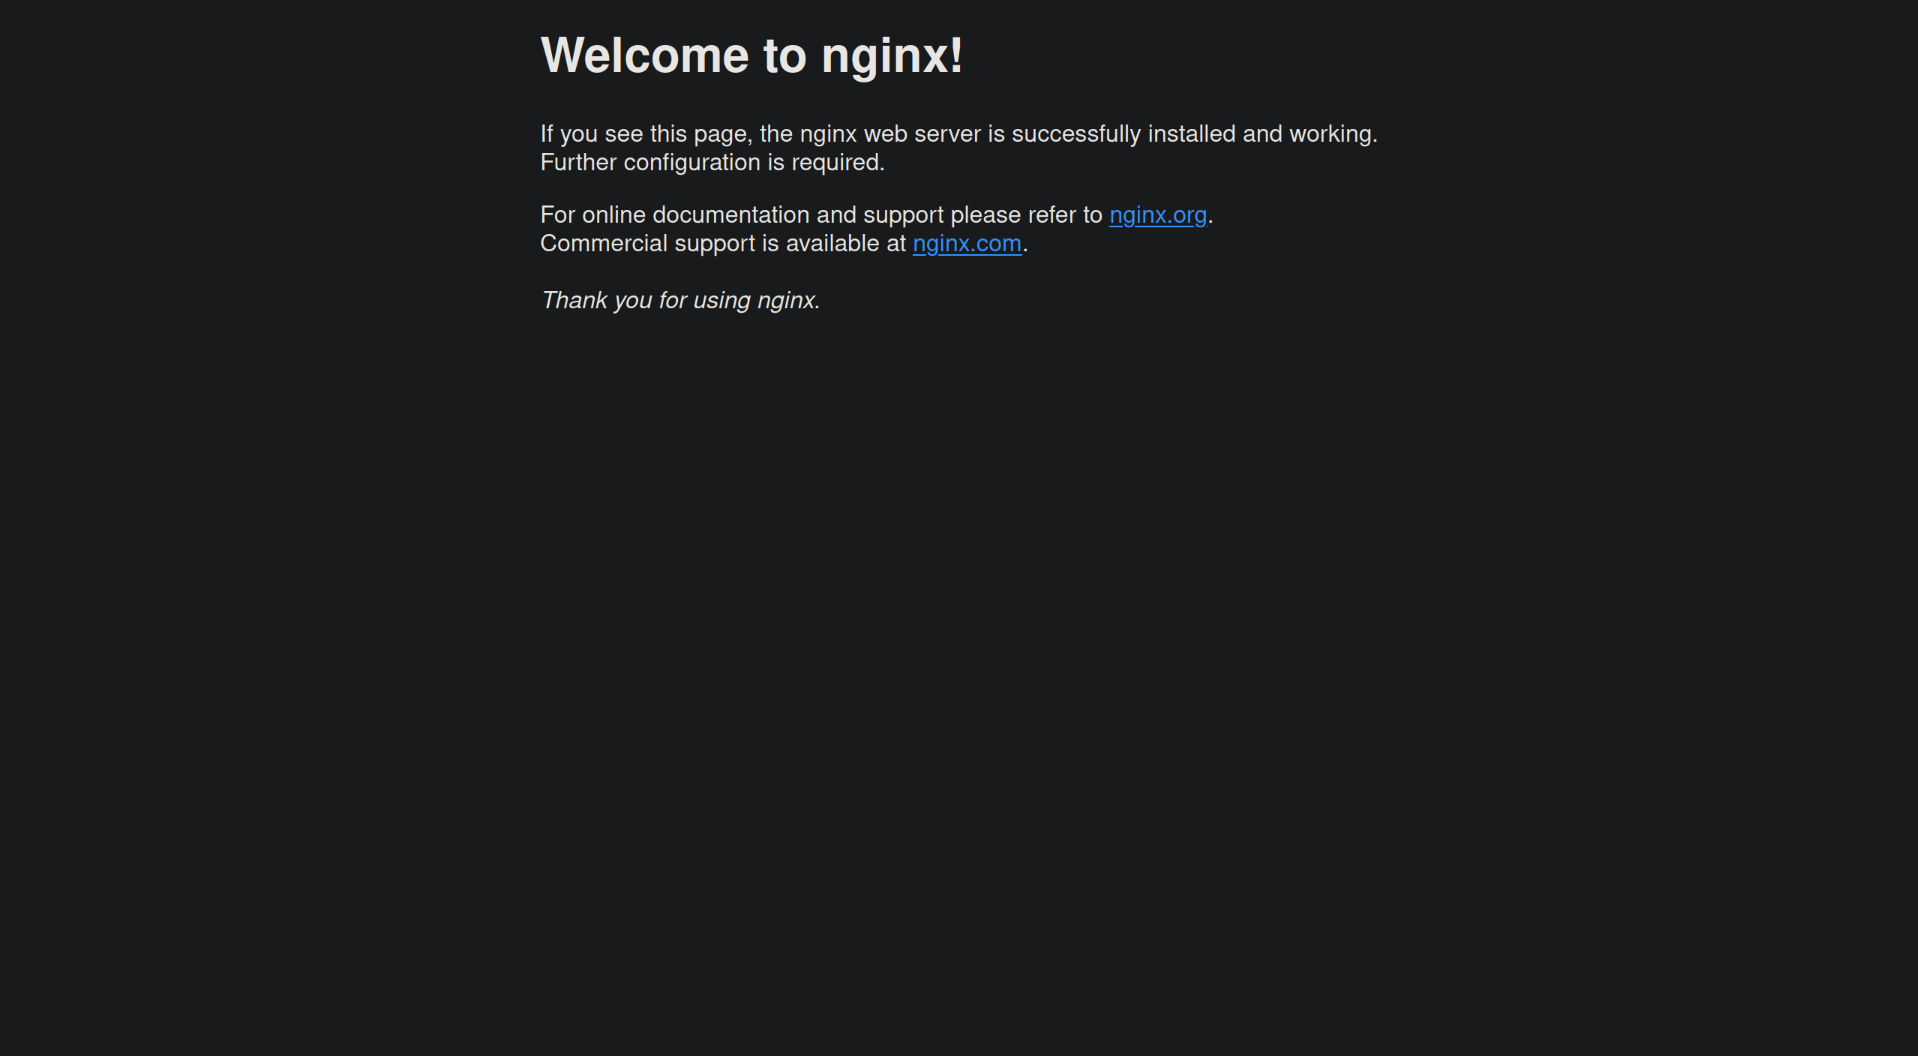 Welcome to nginx!
If you see this page, the nginx web server is successfully installed and working.
Further configuration is required.
For online documentation and support please refer to nginx.org.
Commercial support is available at nginx.com.
Thank you for using nginx.